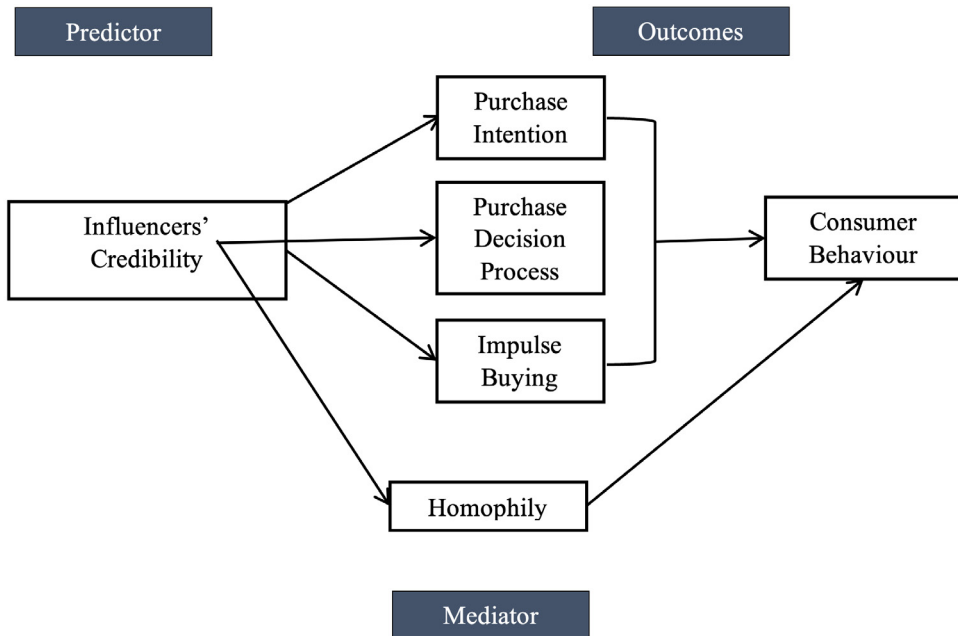 Predictor
Outcomes
Purchase
Intention
Influencers’
Credibility
Purchase
Decision
Process
Consumer
Behaviour
Impulse
Buying
Homophily
Mediator